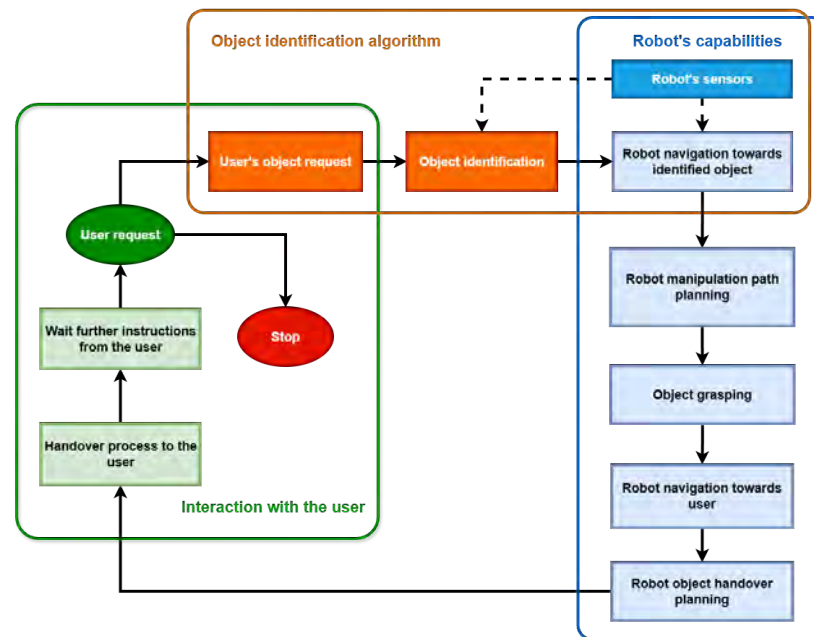 Object identification algorithm
Robot's capabilities
Robot's sensors
User's object request
Object identification
Robot navigation towards
identified object
User request
Robot manipulation path
planning
Wait further instructions
from the user
Stop
Object grasping
Handover process to the
user
Robot navigation towards
user
Interaction with the user
Robot object handover
planning